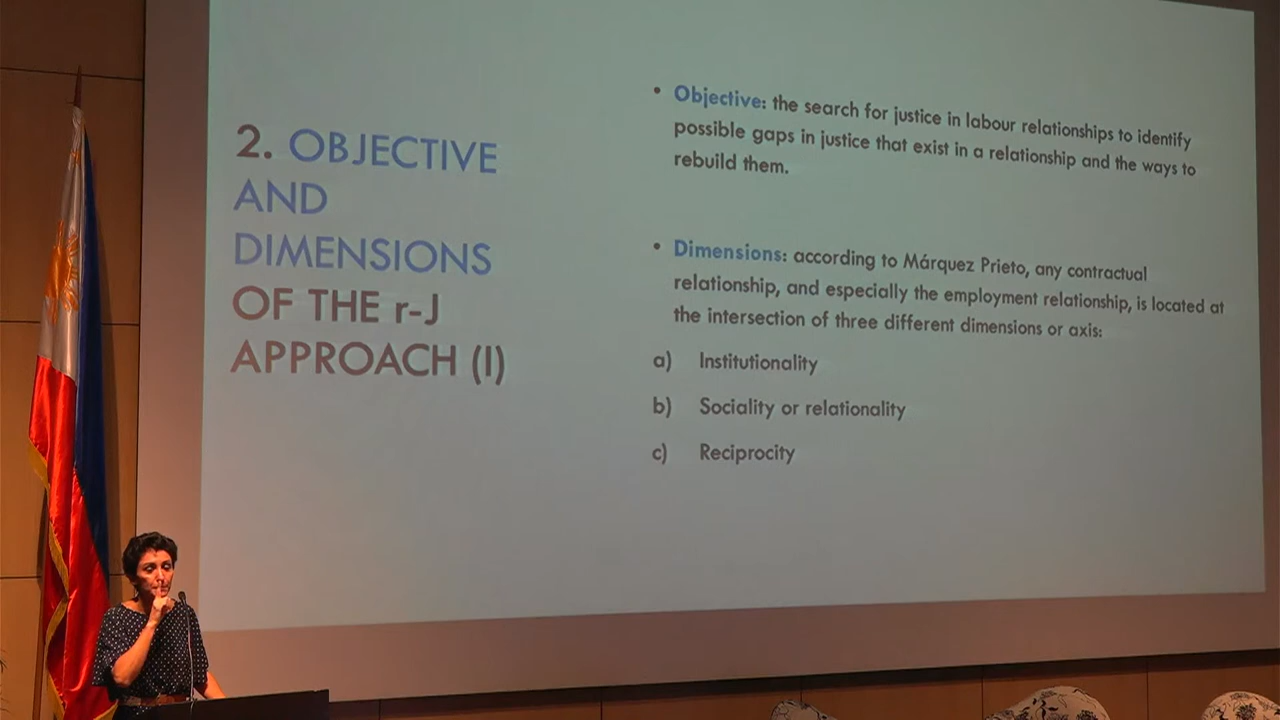 2. OBJECTIVE
AND
DIMENSIONS
OF THE r-J
APPROACH (I)
• Objective: the search for justice in labour relationships to identify
possible gaps in justice that exist in a relationship and the ways to
rebuild them.
• Dimensions: according to Márquez Prieto, any contractual
relationship, and especially the employment relationship, is located at
the intersection of three different dimensions or axis:
a) Institutionality
b) Sociality or relationality
c) Reciprocity